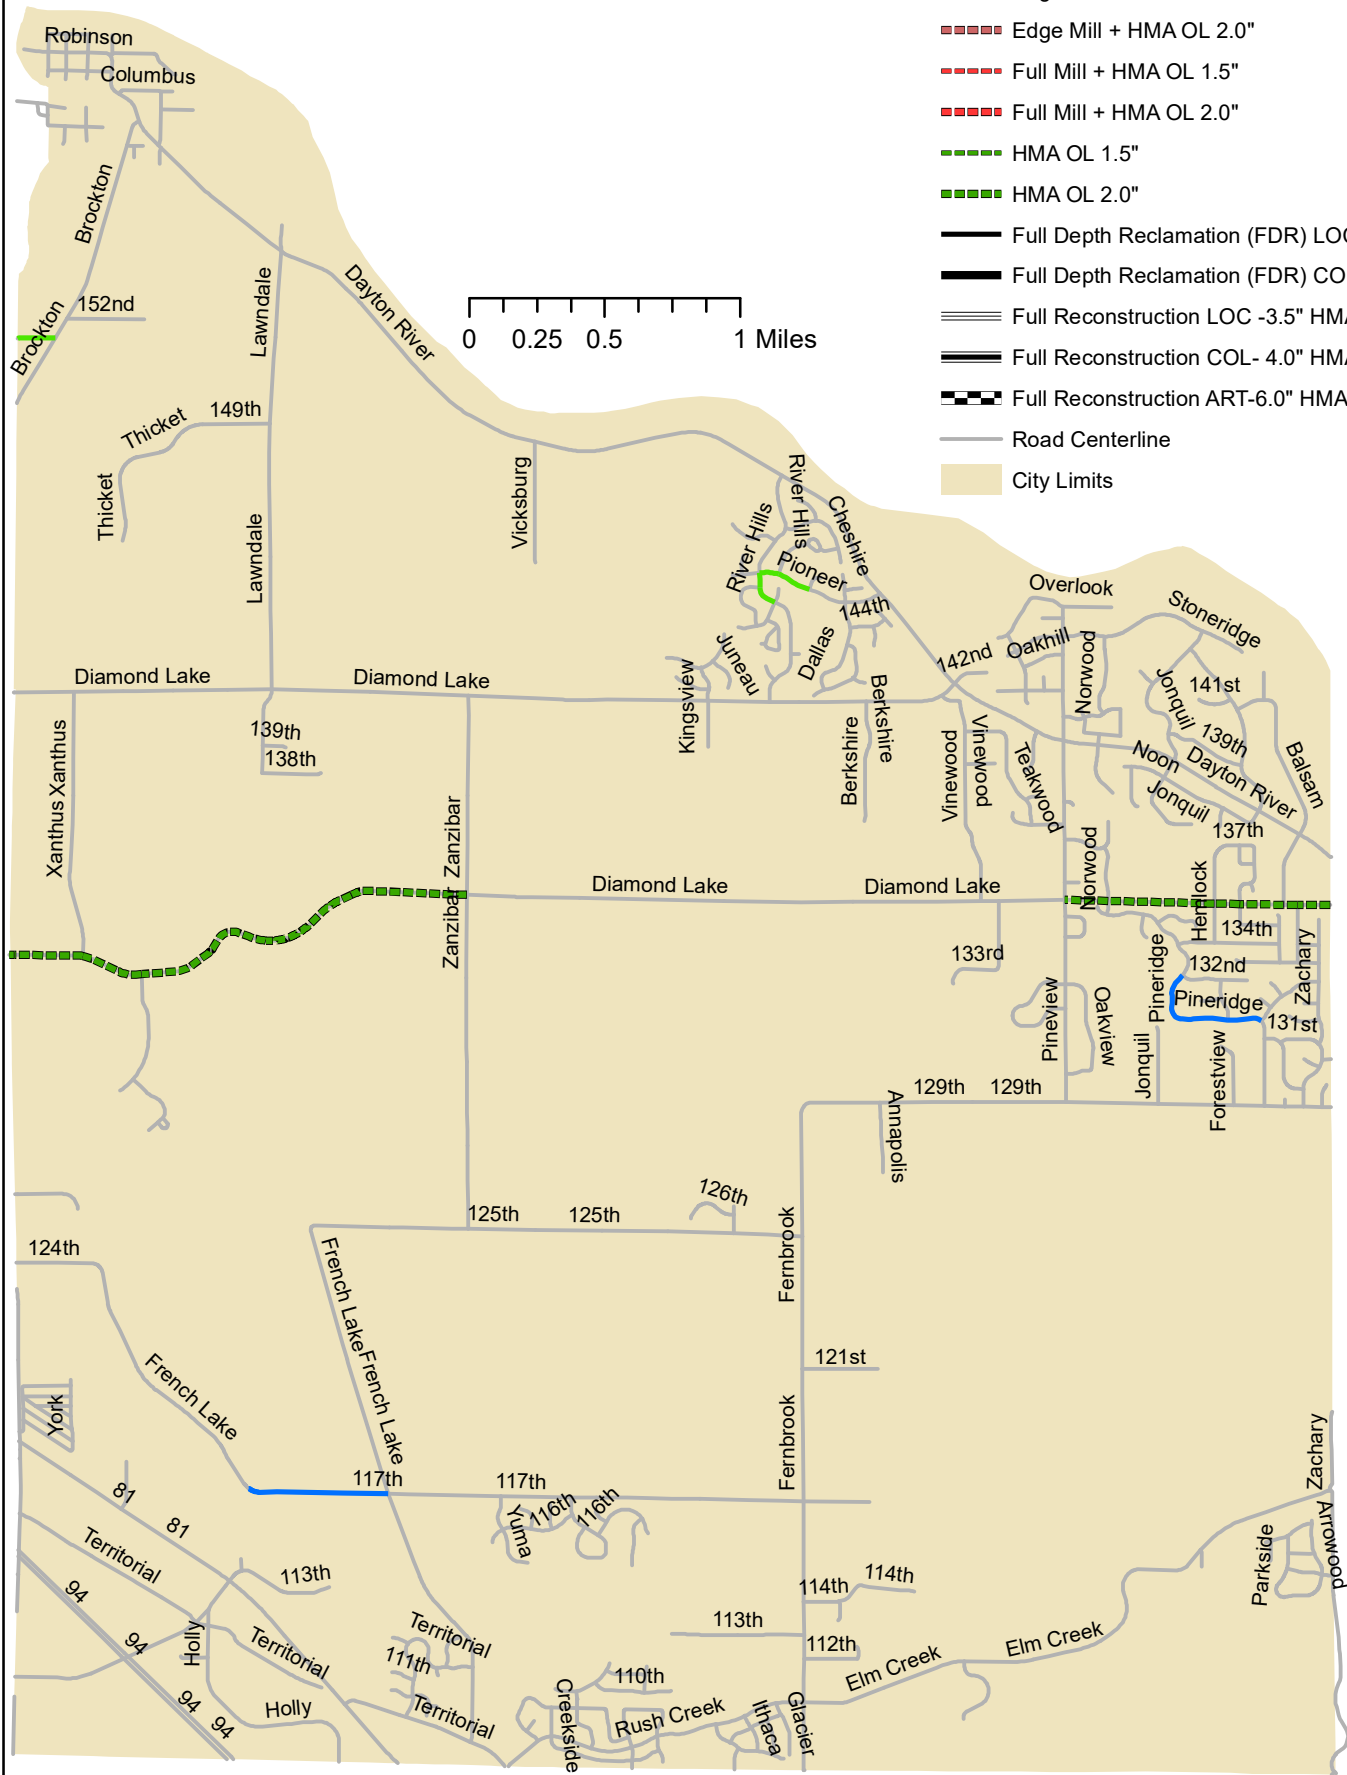 Edge Mill + HMA OL 2.0"
Full Mill + HMA OL 1.5"
Full Mill + HMA OL 2.0"
HMA OL 1.5"
HMA OL 2.0"
Full Depth Reclamation (FDR)
Full Depth Reclamation (FDR)
Full Reconstruction LOC -3.5"
Full Reconstruction COL- 4.0"
Full Reconstruction ART-6.0" HMA
Road Centerline
City Limits
0 0.25 0.5 1 Miles
Robinson
Columbus
Brockton
152nd
Brockton
Lawndale
Dayton River
149th
Thicket
Thicket
Lawndale
Vicksburg
River Hills
River Hills
Cheshire
Pioneer
144th
Overlook
Stoneridge
Oakhill
142nd
Norwood
Juneau
Dallas
Kingsview
Diamond Lake
Diamond Lake
Berkshire
Berkshire
Jonquil
141st
139th
Balsam
Noon
Dayton River
Jonquil
137th
Vinewood
Vinewood
Teakwood
139th
138th
Xanthus
Xanthus
Zanzibar
Zanzibar
Diamond Lake
Diamond Lake
Norwood
Hemlock
134th
133rd
132nd
Pineridge
Pineridge
Zachary
131st
Pineview
Oakview
Jonquil
Forestview
129th
129th
Annapolis
126th
125th
125th
124th
Fernbrook
French Lake
French Lake
French Lake
121st
Fernbrook
York
117th
117th
116th
116th
Yuma
81
81
Territorial
94
94
94
94
113th
Holly
Territorial
Holly
Territorial
111th
Territorial
114th
114th
113th
112th
110th
Creekside
Rush Creek
Ithaca
Glacier
Elm Creek
Elm Creek
Zachary
Arrowood
Parkside